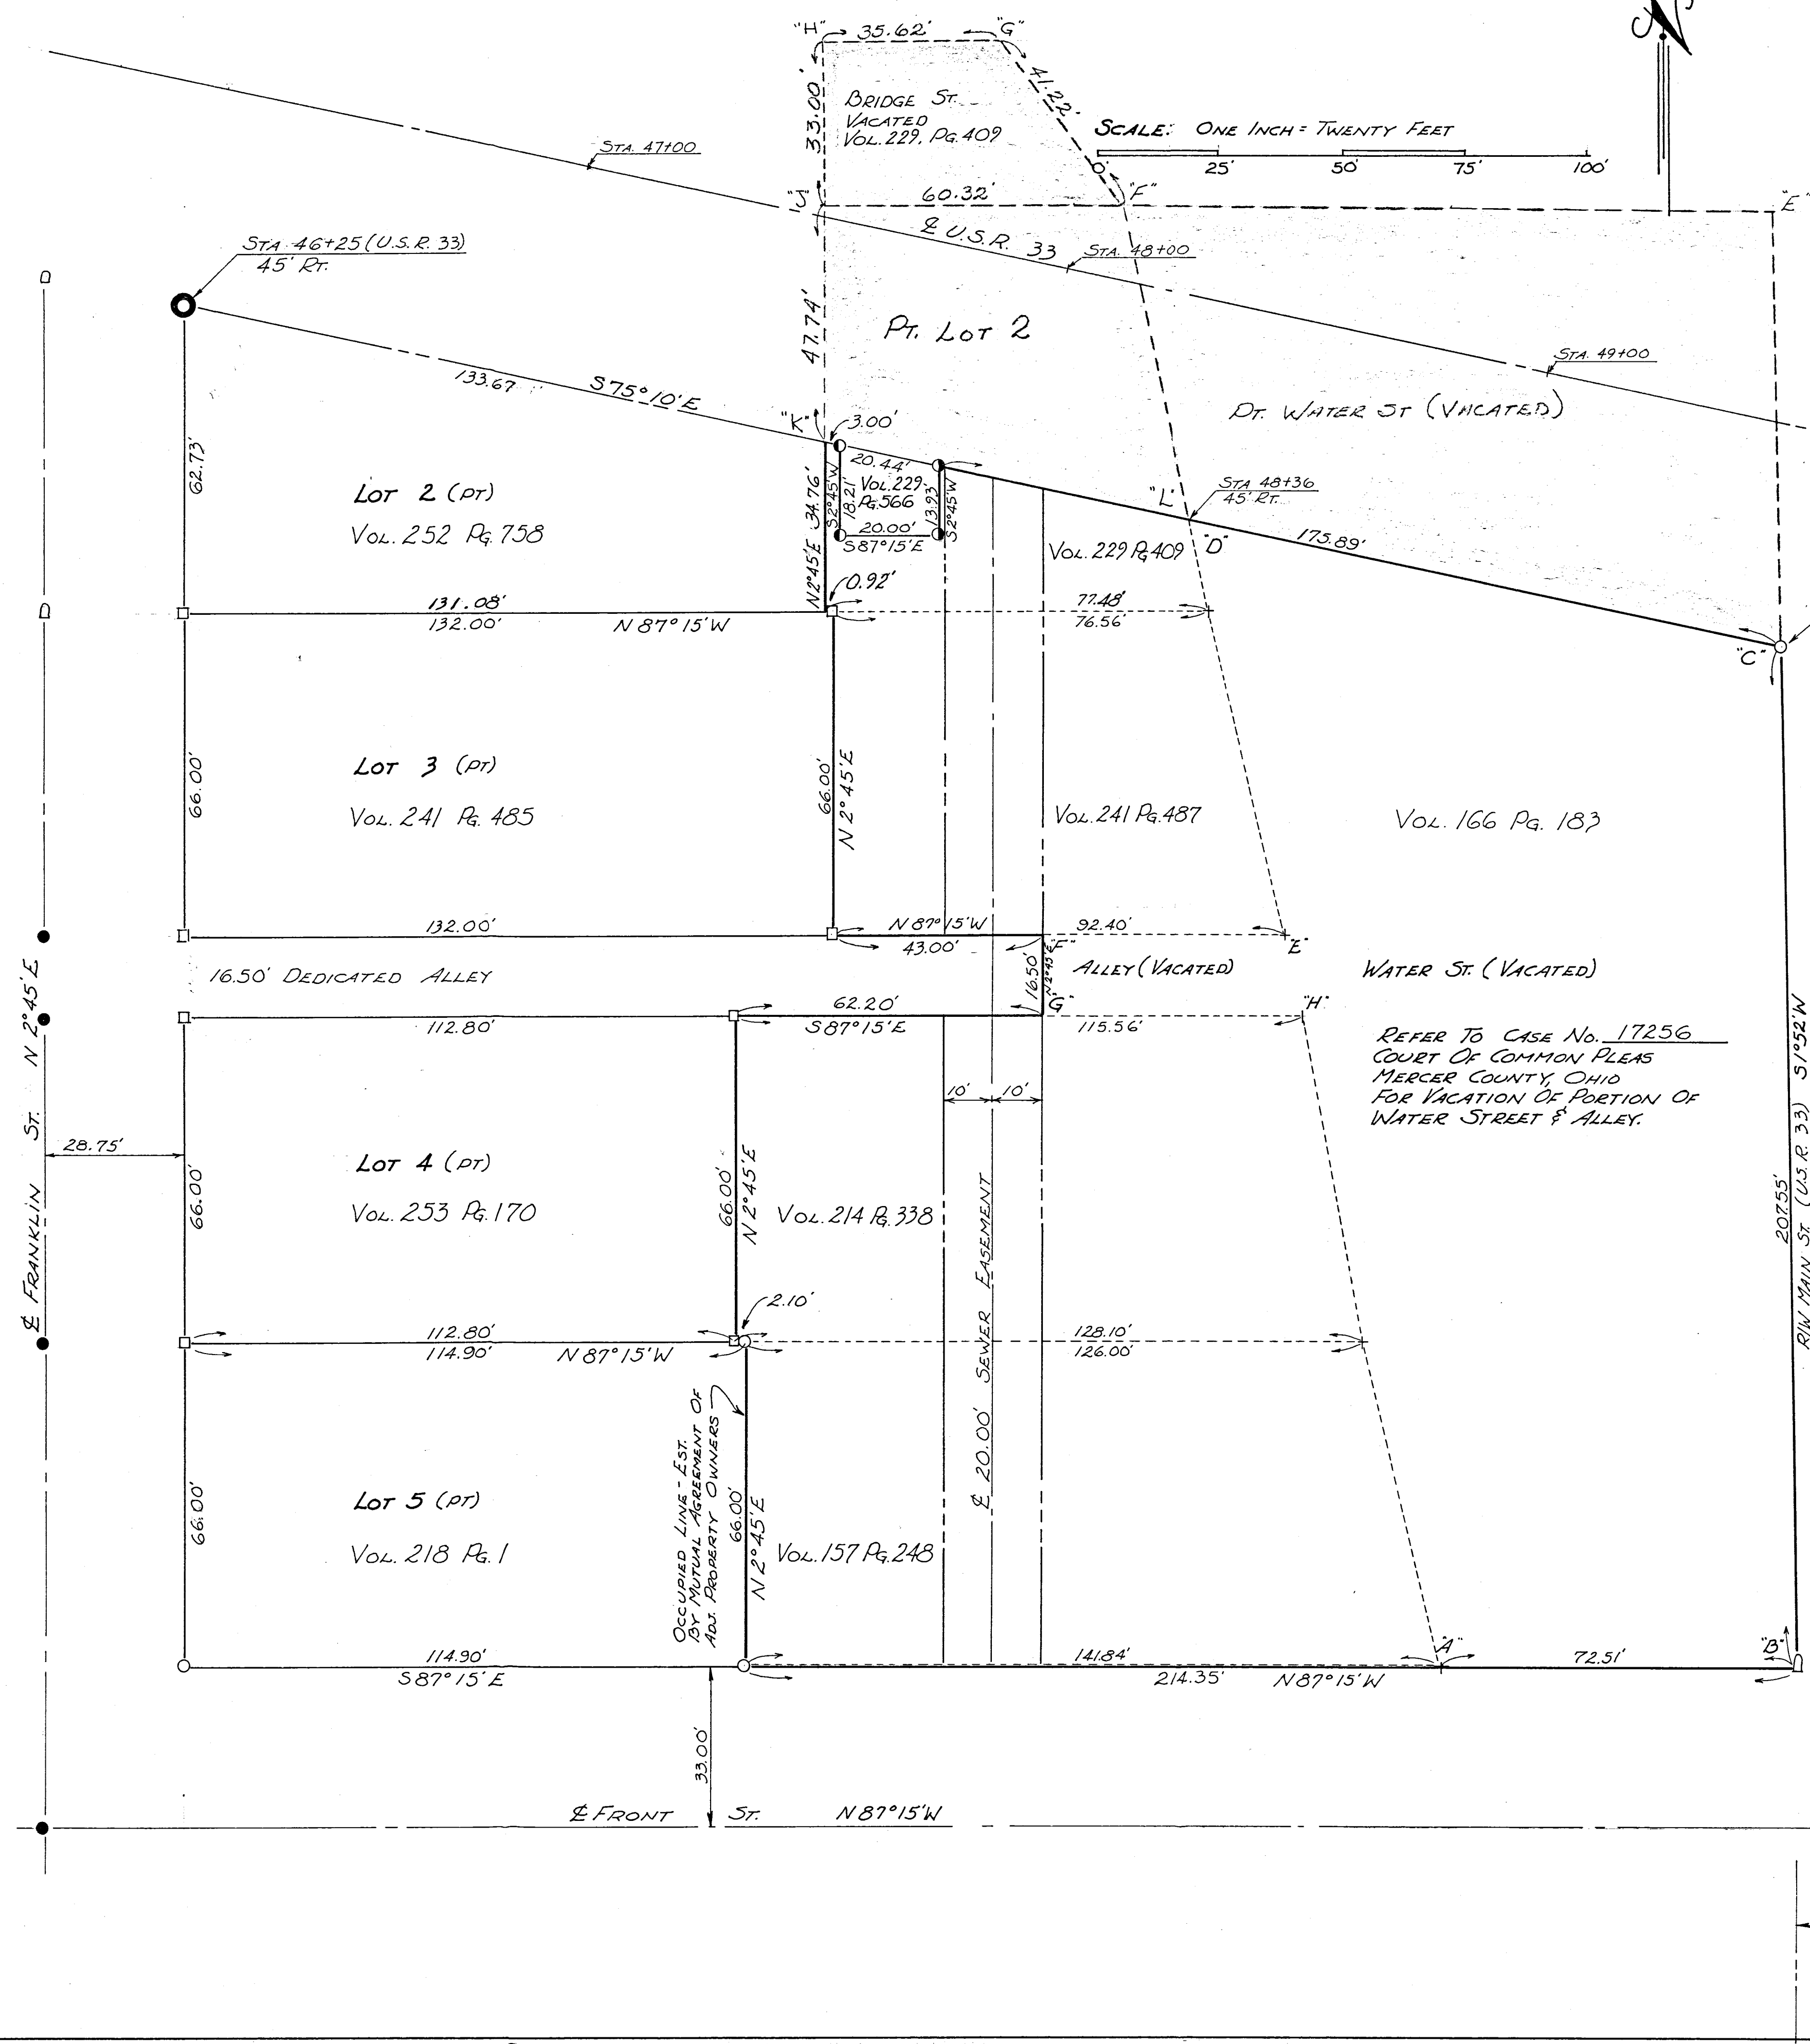 "H"
35.62'
"G"
41.22'
33.00'
BRIDGE ST.
VACATED
VOL. 229, PG. 409
SCALE: ONE INCH = TWENTY FEET
0' 25' 50' 75' 100'
STA. 47+00
"J"
60.32'
"F"
"E"
℄ U.S.R. 33
STA. 48+00
STA. 46+25 (U.S.R. 33)
45' RT.
47.74'
PT. LOT 2
STA. 49+00
133.67
S 75° 10' E
PT. WATER ST (VACATED)
"K"
3.00'
20.44'
VOL. 229
PG. 566
S 2° 45' W
18.21'
13.93'
S 2° 45' W
20.00'
S 87° 15' E
62.73'
LOT 2 (PT)
VOL. 252 PG. 758
N 2° 45' E 34.76'
"L"
STA 48+36
45' RT.
"D"
175.89'
VOL. 229 PG 409
0.92'
131.08'
132.00' N 87° 15' W
77.48'
76.56'
"C"
66.00'
LOT 3 (PT)
VOL. 241 PG. 485
66.00'
N 2° 45' E
VOL. 241 PG. 487
VOL. 166 PG. 183
132.00'
N 87° 15' W
43.00'
92.40'
"F"
"E"
16.50' DEDICATED ALLEY
16.50'
N 2° 45' E
ALLEY (VACATED)
WATER ST. (VACATED)
62.20'
S 87° 15' E
"G"
"H"
112.80'
115.56'
REFER TO CASE NO. 17256
COURT OF COMMON PLEAS
MERCER COUNTY, OHIO
FOR VACATION OF PORTION OF
WATER STREET & ALLEY.
10' 10'
℄ FRANKLIN ST. N 2° 45' E
28.75'
66.00'
LOT 4 (PT)
VOL. 253 PG. 170
66.00'
N 2° 45' E
VOL. 214 PG. 338
℄ 20.00' SEWER EASEMENT
207.55'
R/W MAIN ST. (U.S.R. 33) S 1° 52' W
2.10'
112.80'
114.90' N 87° 15' W
128.10'
126.00'
OCCUPIED LINE - EST.
BY MUTUAL AGREEMENT OF
ADJ. PROPERTY OWNERS
66.00'
LOT 5 (PT)
VOL. 218 PG. 1
66.00'
N 2° 45' E
VOL. 157 PG. 248
114.90'
S 87° 15' E
141.84'
"A"
72.51'
"B"
214.35' N 87° 15' W
33.00'
℄ FRONT ST. N 87° 15' W